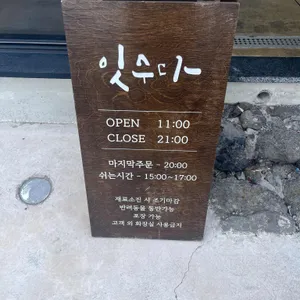 잇수다
OPEN 11:00
CLOSE 21:00
마지막주문 - 20:00
쉬는시간 - 15:00~17:00
재료소진 시 조기마감
반려동물 동반가능
포장 가능
고객 외 화장실 사용금지